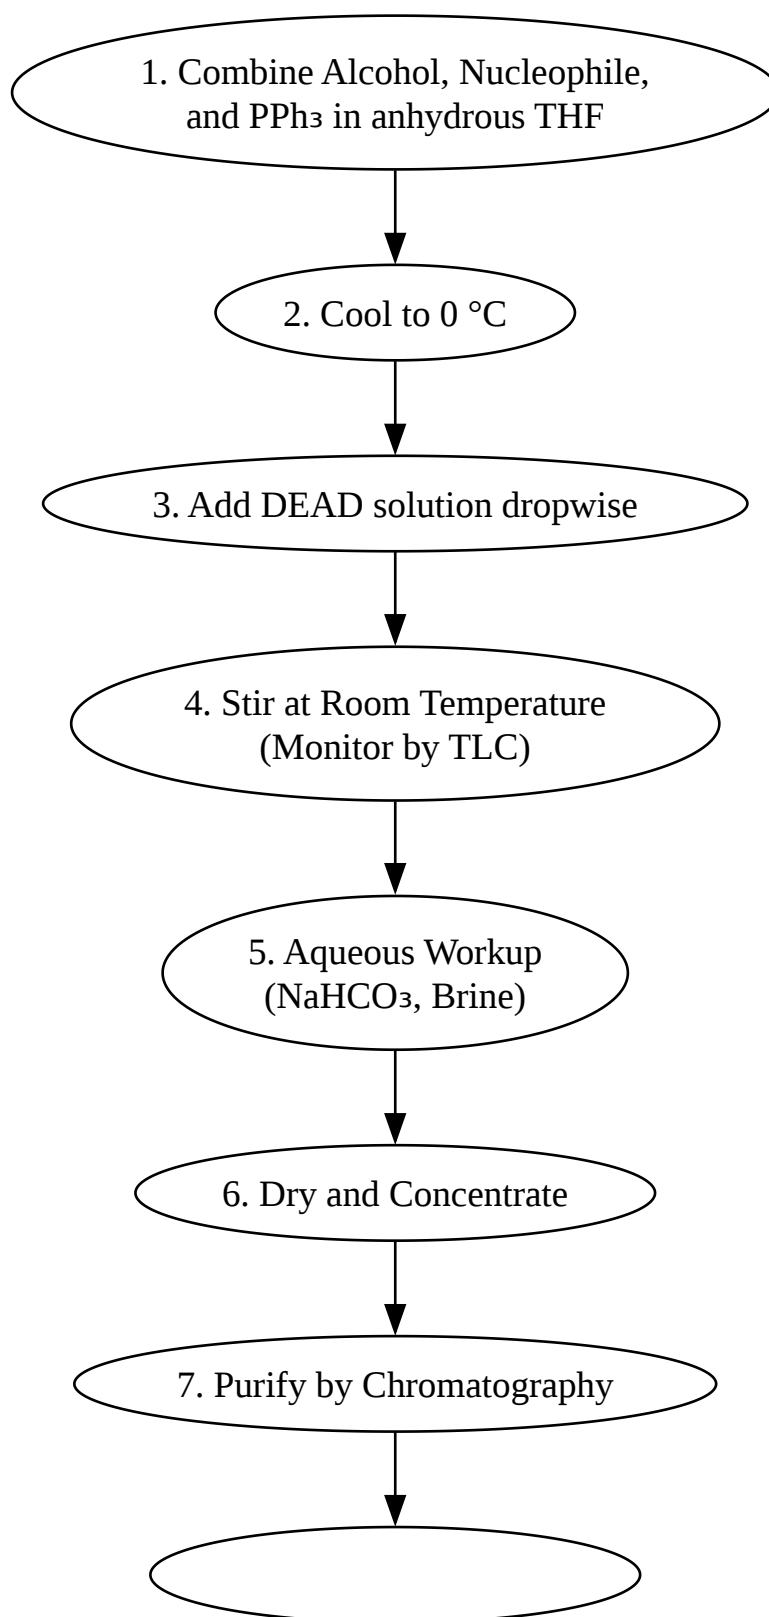 1. Combine Alcohol, Nucleophile,
and PPh₃ in anhydrous THF
2. Cool to 0 °C
3. Add DEAD solution dropwise
4. Stir at Room Temperature
(Monitor by TLC)
5. Aqueous Workup
(NaHCO₃, Brine)
6. Dry and Concentrate
7. Purify by Chromatography